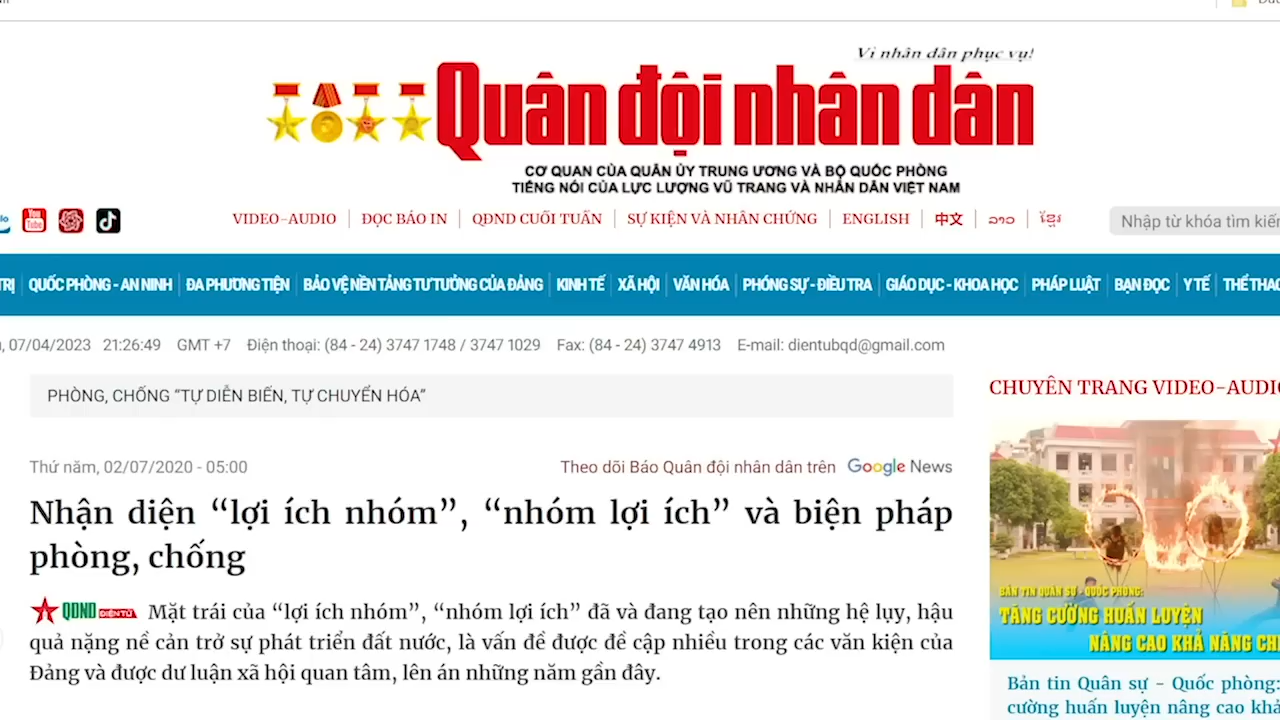 Vì nhân dân phục vụ!
Quân đội nhân dân
CƠ QUAN CỦA QUÂN ỦY TRUNG ƯƠNG VÀ BỘ QUỐC PHÒNG
TIẾNG NÓI CỦA LỰC LƯỢNG VŨ TRANG VÀ NHÂN DÂN VIỆT NAM
You Tube
VIDEO-AUDIO ĐỌC BÁO IN QĐND CUỐI TUẦN SỰ KIỆN VÀ NHÂN CHỨNG ENGLISH 中文 ລາວ ខ្មែរ
Nhập từ khóa tìm kiếm
QUỐC PHÒNG - AN NINH ĐA PHƯƠNG TIỆN BẢO VỆ NỀN TẢNG TƯ TƯỞNG CỦA ĐẢNG KINH TẾ XÃ HỘI VĂN HÓA PHÓNG SỰ - ĐIỀU TRA GIÁO DỤC - KHOA HỌC PHÁP LUẬT BẠN ĐỌC Y TẾ THỂ THAO
07/04/2023 21:26:49 GMT +7 Điện thoại: (84 - 24) 3747 1748 / 3747 1029 Fax: (84 - 24) 3747 4913 E-mail: dientubqd@gmail.com
PHÒNG, CHỐNG “TỰ DIỄN BIẾN, TỰ CHUYỂN HÓA”
Thứ năm, 02/07/2020 - 05:00
Theo dõi Báo Quân đội nhân dân trên Google News
Nhận diện “lợi ích nhóm”, “nhóm lợi ích” và biện pháp
phòng, chống
QĐND ĐIỆN TỬ Mặt trái của “lợi ích nhóm”, “nhóm lợi ích” đã và đang tạo nên những hệ lụy, hậu
quả nặng nề cản trở sự phát triển đất nước, là vấn đề được đề cập nhiều trong các văn kiện của
Đảng và được dư luận xã hội quan tâm, lên án những năm gần đây.
CHUYÊN TRANG VIDEO-AUDIO
BẢN TIN QUÂN SỰ - QUỐC PHÒNG:
TĂNG CƯỜNG HUẤN LUYỆN
NÂNG CAO KHẢ NĂNG
Bản tin Quân sự - Quốc phòng:
cường huấn luyện nâng cao khả